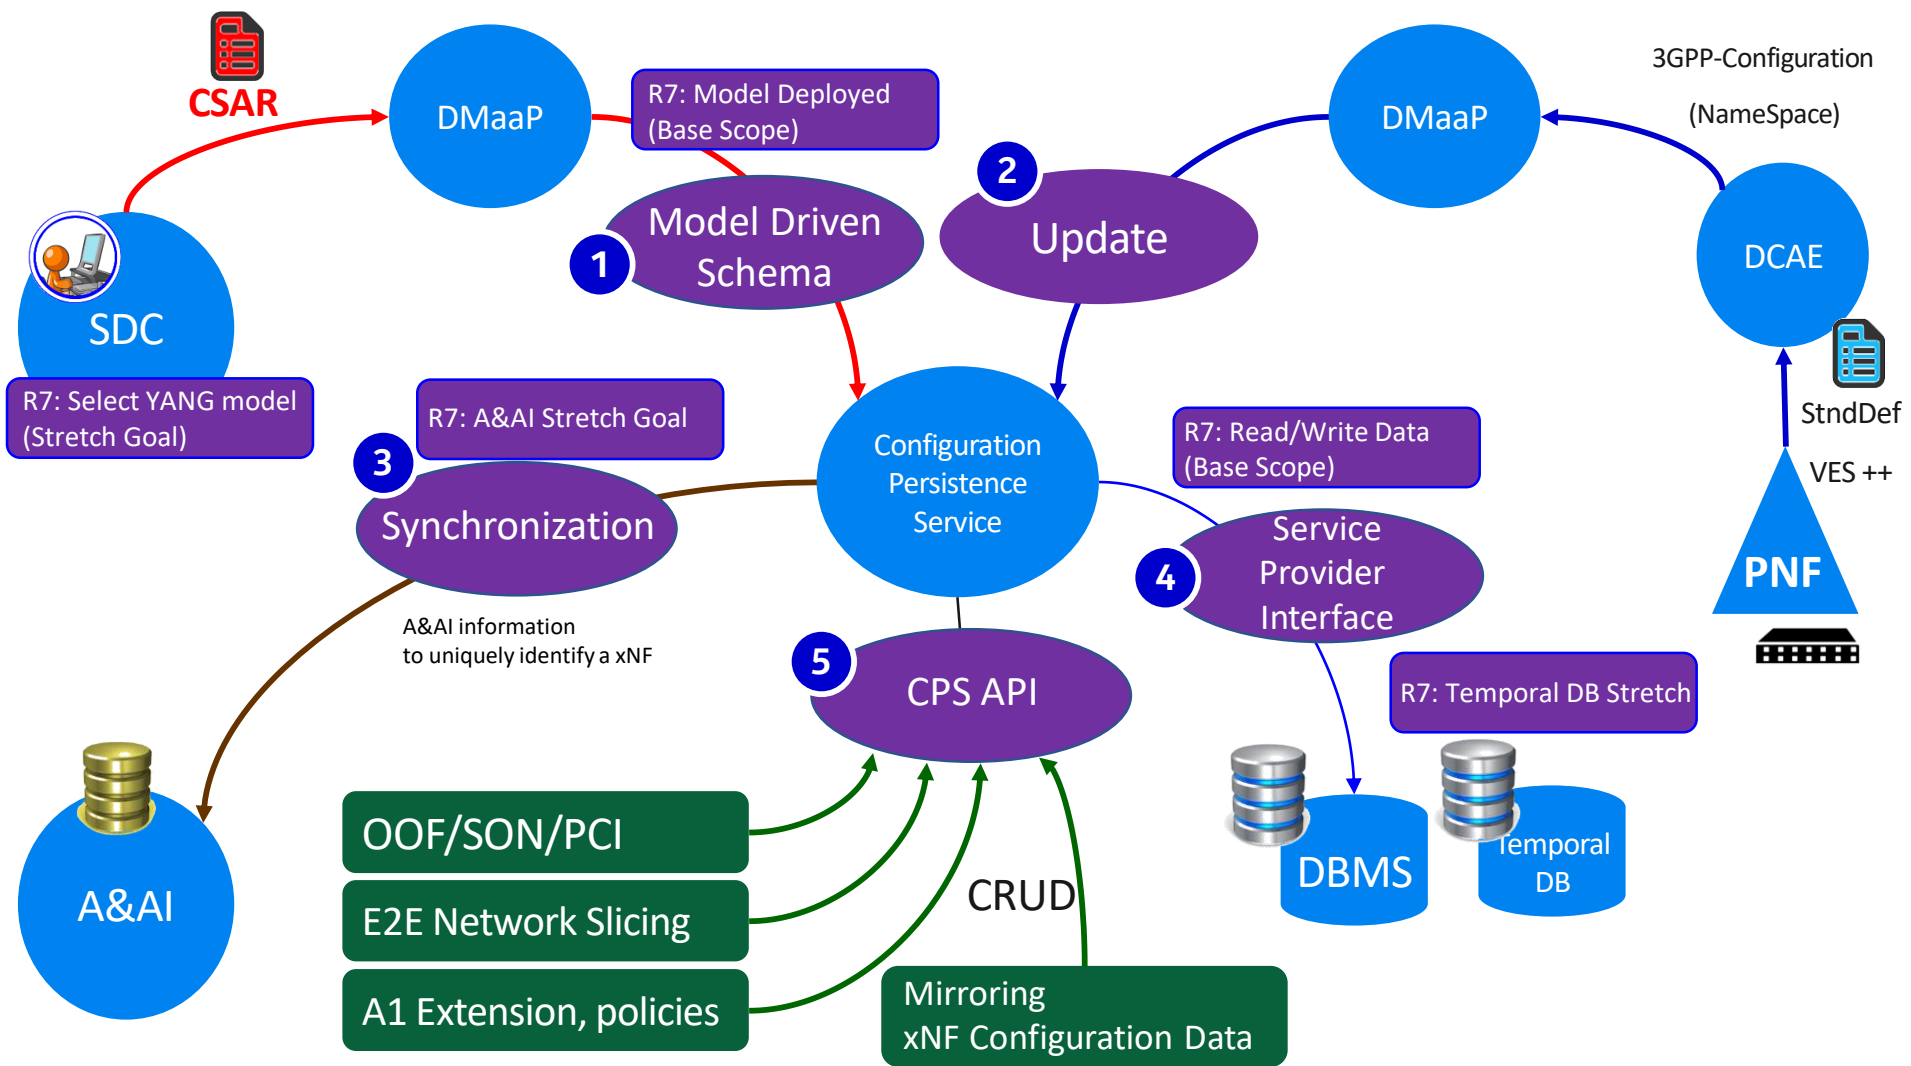 CSAR
DMaaP
R7: Model Deployed
(Base Scope)
DMaaP
3GPP-Configuration
(NameSpace)
2
Model Driven
Schema
1
Update
DCAE
SDC
R7: Select YANG model
(Stretch Goal)
R7: A&AI Stretch Goal
3
Synchronization
Configuration
Persistence
Service
R7: Read/Write Data
(Base Scope)
StndDef
VES ++
Service
Provider
Interface
4
PNF
A&AI information
to uniquely identify a xNF
5
CPS API
R7: Temporal DB Stretch
A&AI
OOF/SON/PCI
E2E Network Slicing
A1 Extension, policies
CRUD
Mirroring
xNF Configuration Data
DBMS
Temporal
DB